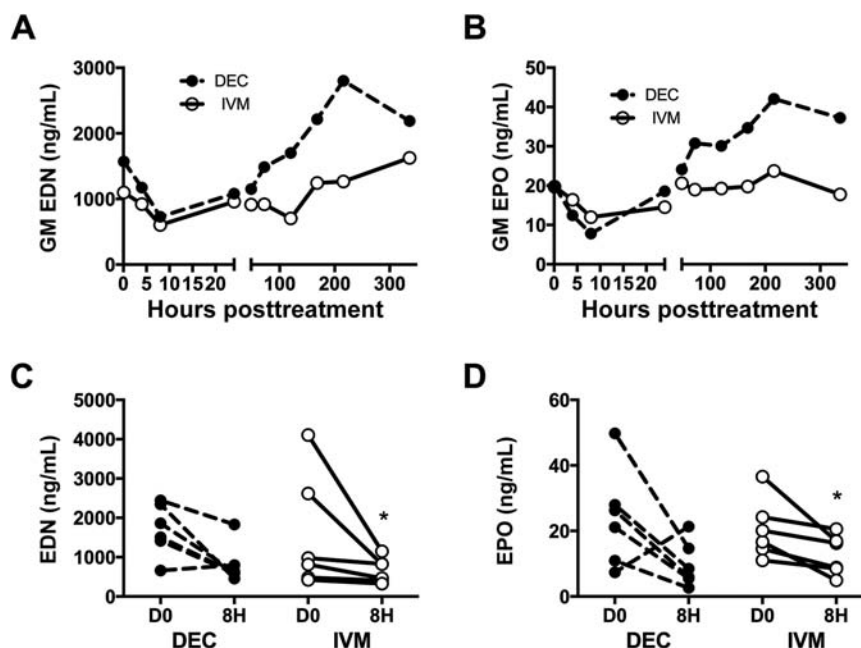 A
GM EDN (ng/mL)
3000
2000
1000
0
DEC
IVM
0 5 10 15 20 100 200 300
Hours posttreatment
B
GM EPO (ng/mL)
50
40
30
20
10
0
DEC
IVM
0 5 10 15 20 100 200 300
Hours posttreatment
C
EDN (ng/mL)
5000
4000
3000
2000
1000
0
*
D0 8H D0 8H
DEC IVM
D
EPO (ng/mL)
60
40
20
0
*
D0 8H D0 8H
DEC IVM